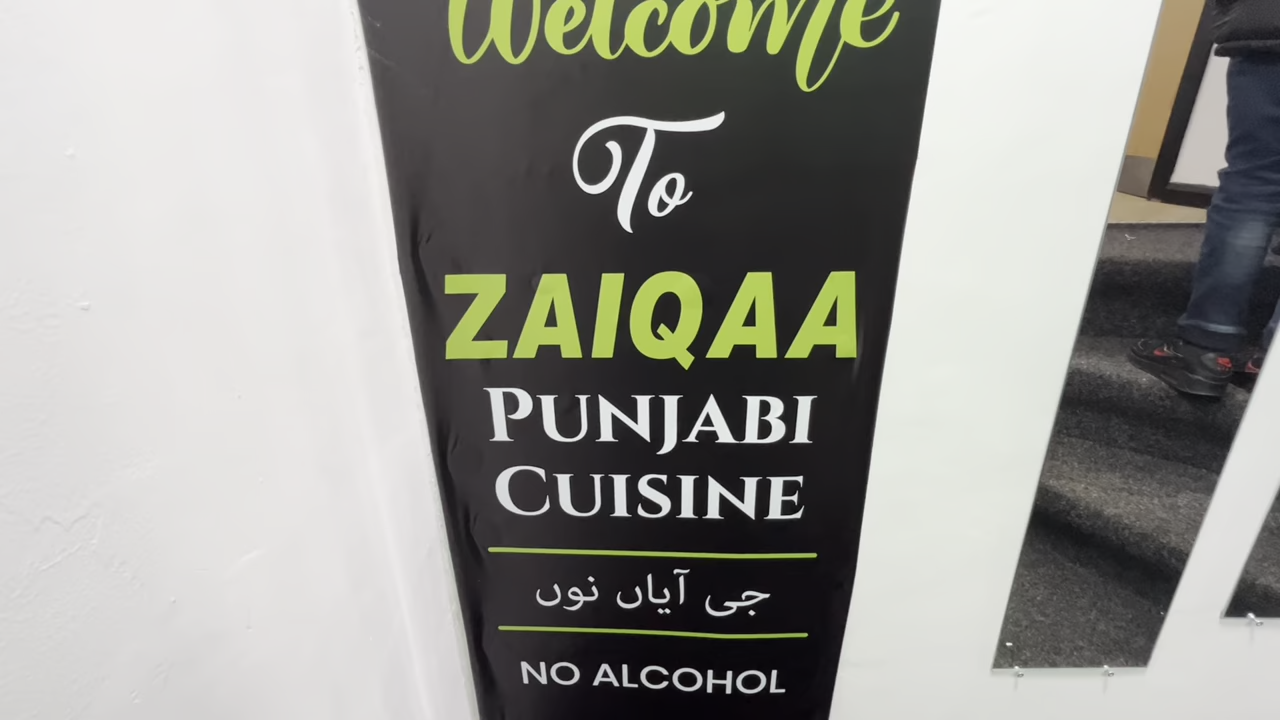 Welcome
To
ZAIQAA
PUNJABI
CUISINE
جی آیاں نوں
NO ALCOHOL